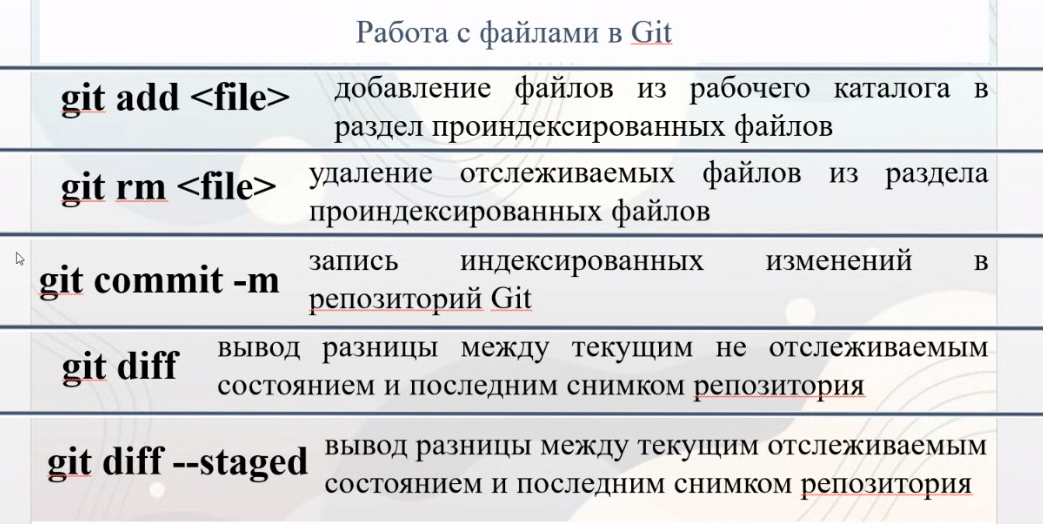 Работа с файлами в Git
git add <file>
добавление файлов из рабочего каталога в
раздел проиндексированных файлов
git rm <file>
удаление отслеживаемых файлов из раздела
проиндексированных файлов
git commit -m
запись индексированных изменений в
репозиторий Git
git diff
вывод разницы между текущим не отслеживаемым
состоянием и последним снимком репозитория
git diff --staged
вывод разницы между текущим отслеживаемым
состоянием и последним снимком репозитория